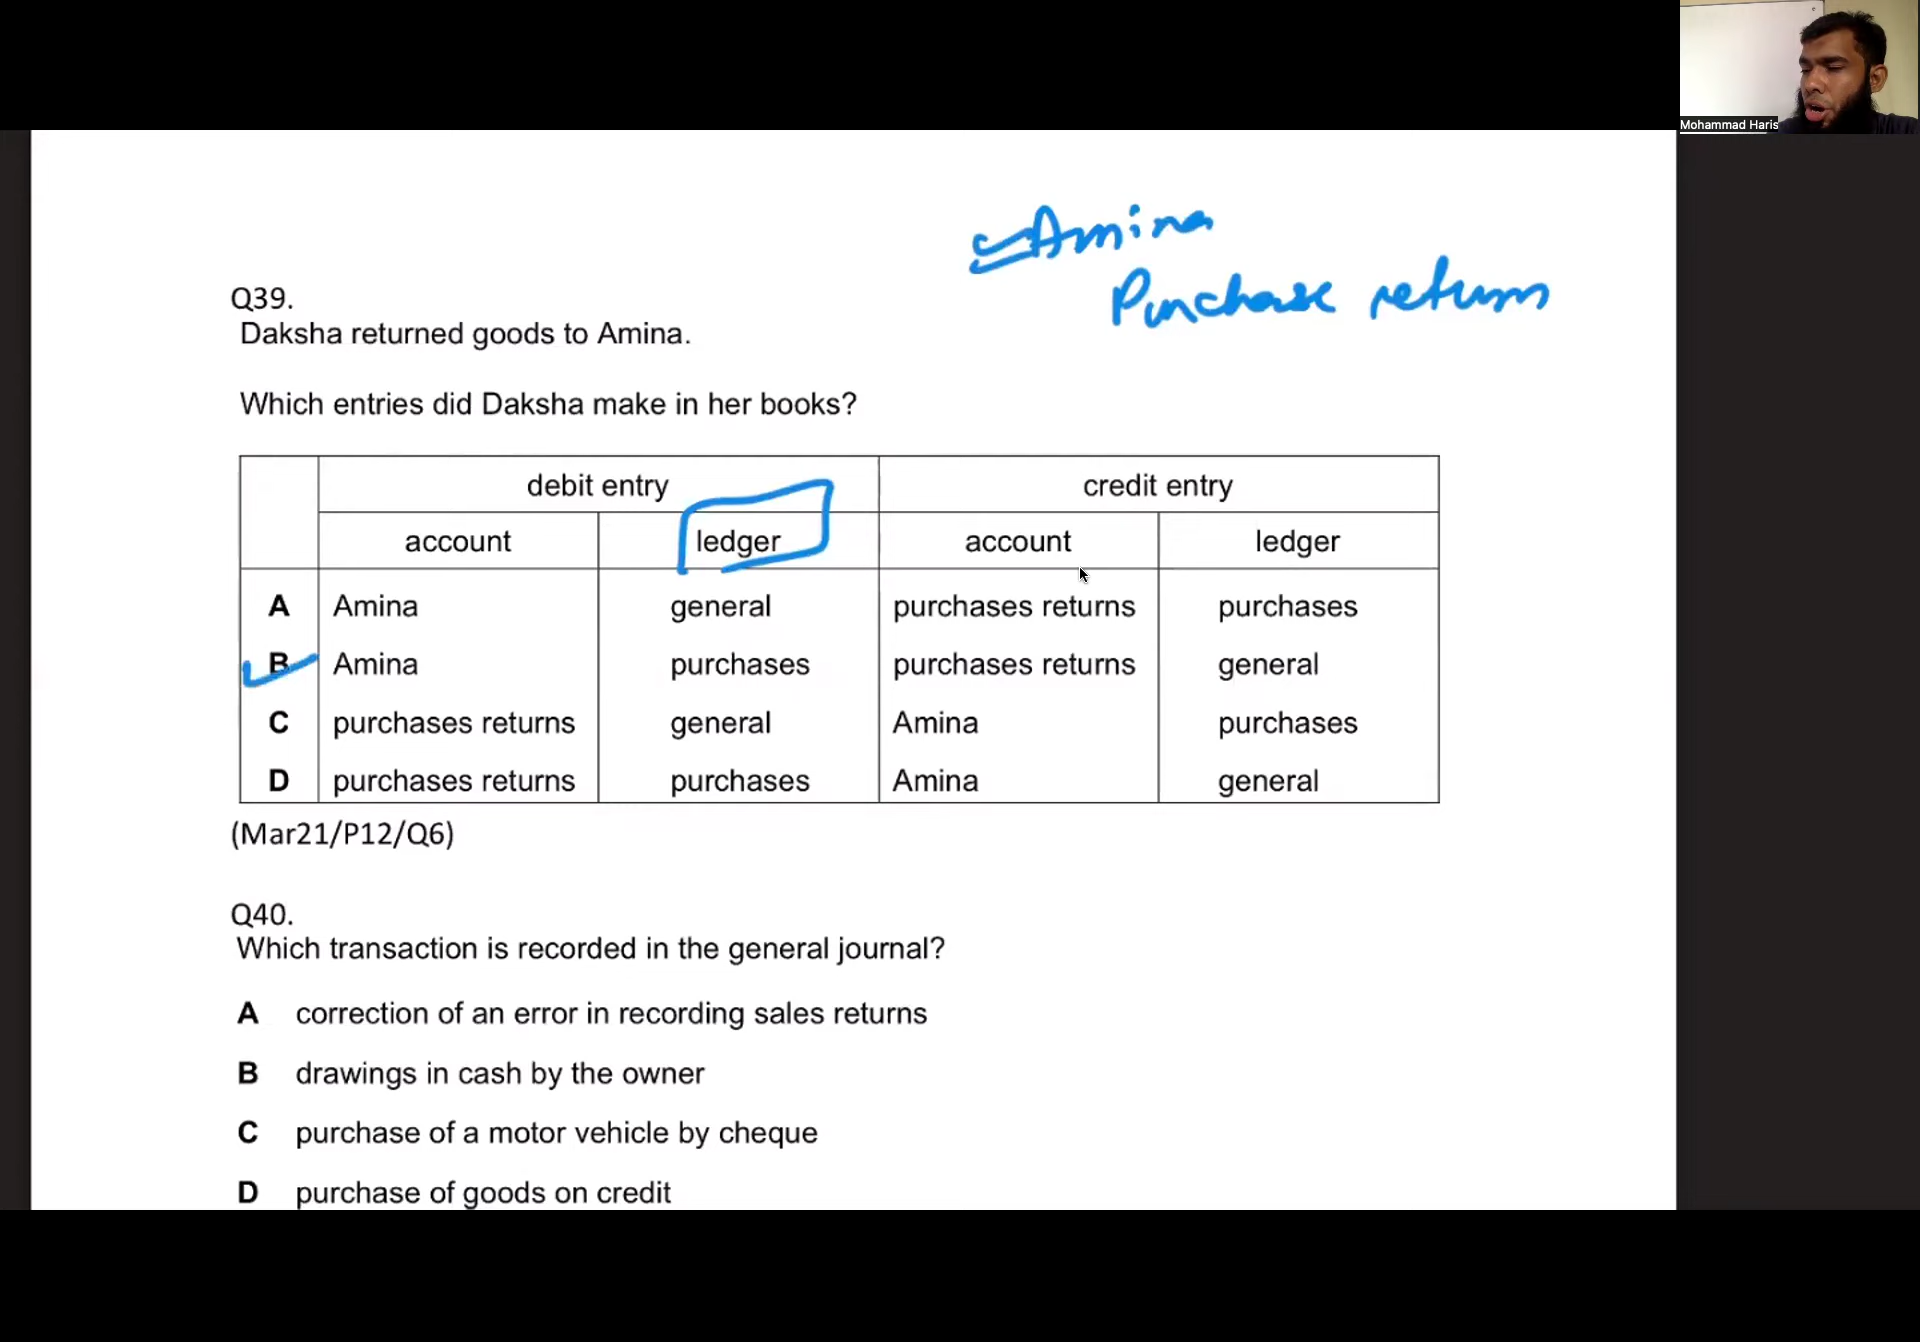 Mohammad Haris
Amina
Purchase return
Q39.
Daksha returned goods to Amina.
Which entries did Daksha make in her books?
debit entry credit entry
account ledger account ledger
A Amina general purchases returns purchases
B Amina purchases purchases returns general
C purchases returns general Amina purchases
D purchases returns purchases Amina general
(Mar21/P12/Q6)
Q40.
Which transaction is recorded in the general journal?
A correction of an error in recording sales returns
B drawings in cash by the owner
C purchase of a motor vehicle by cheque
D purchase of goods on credit